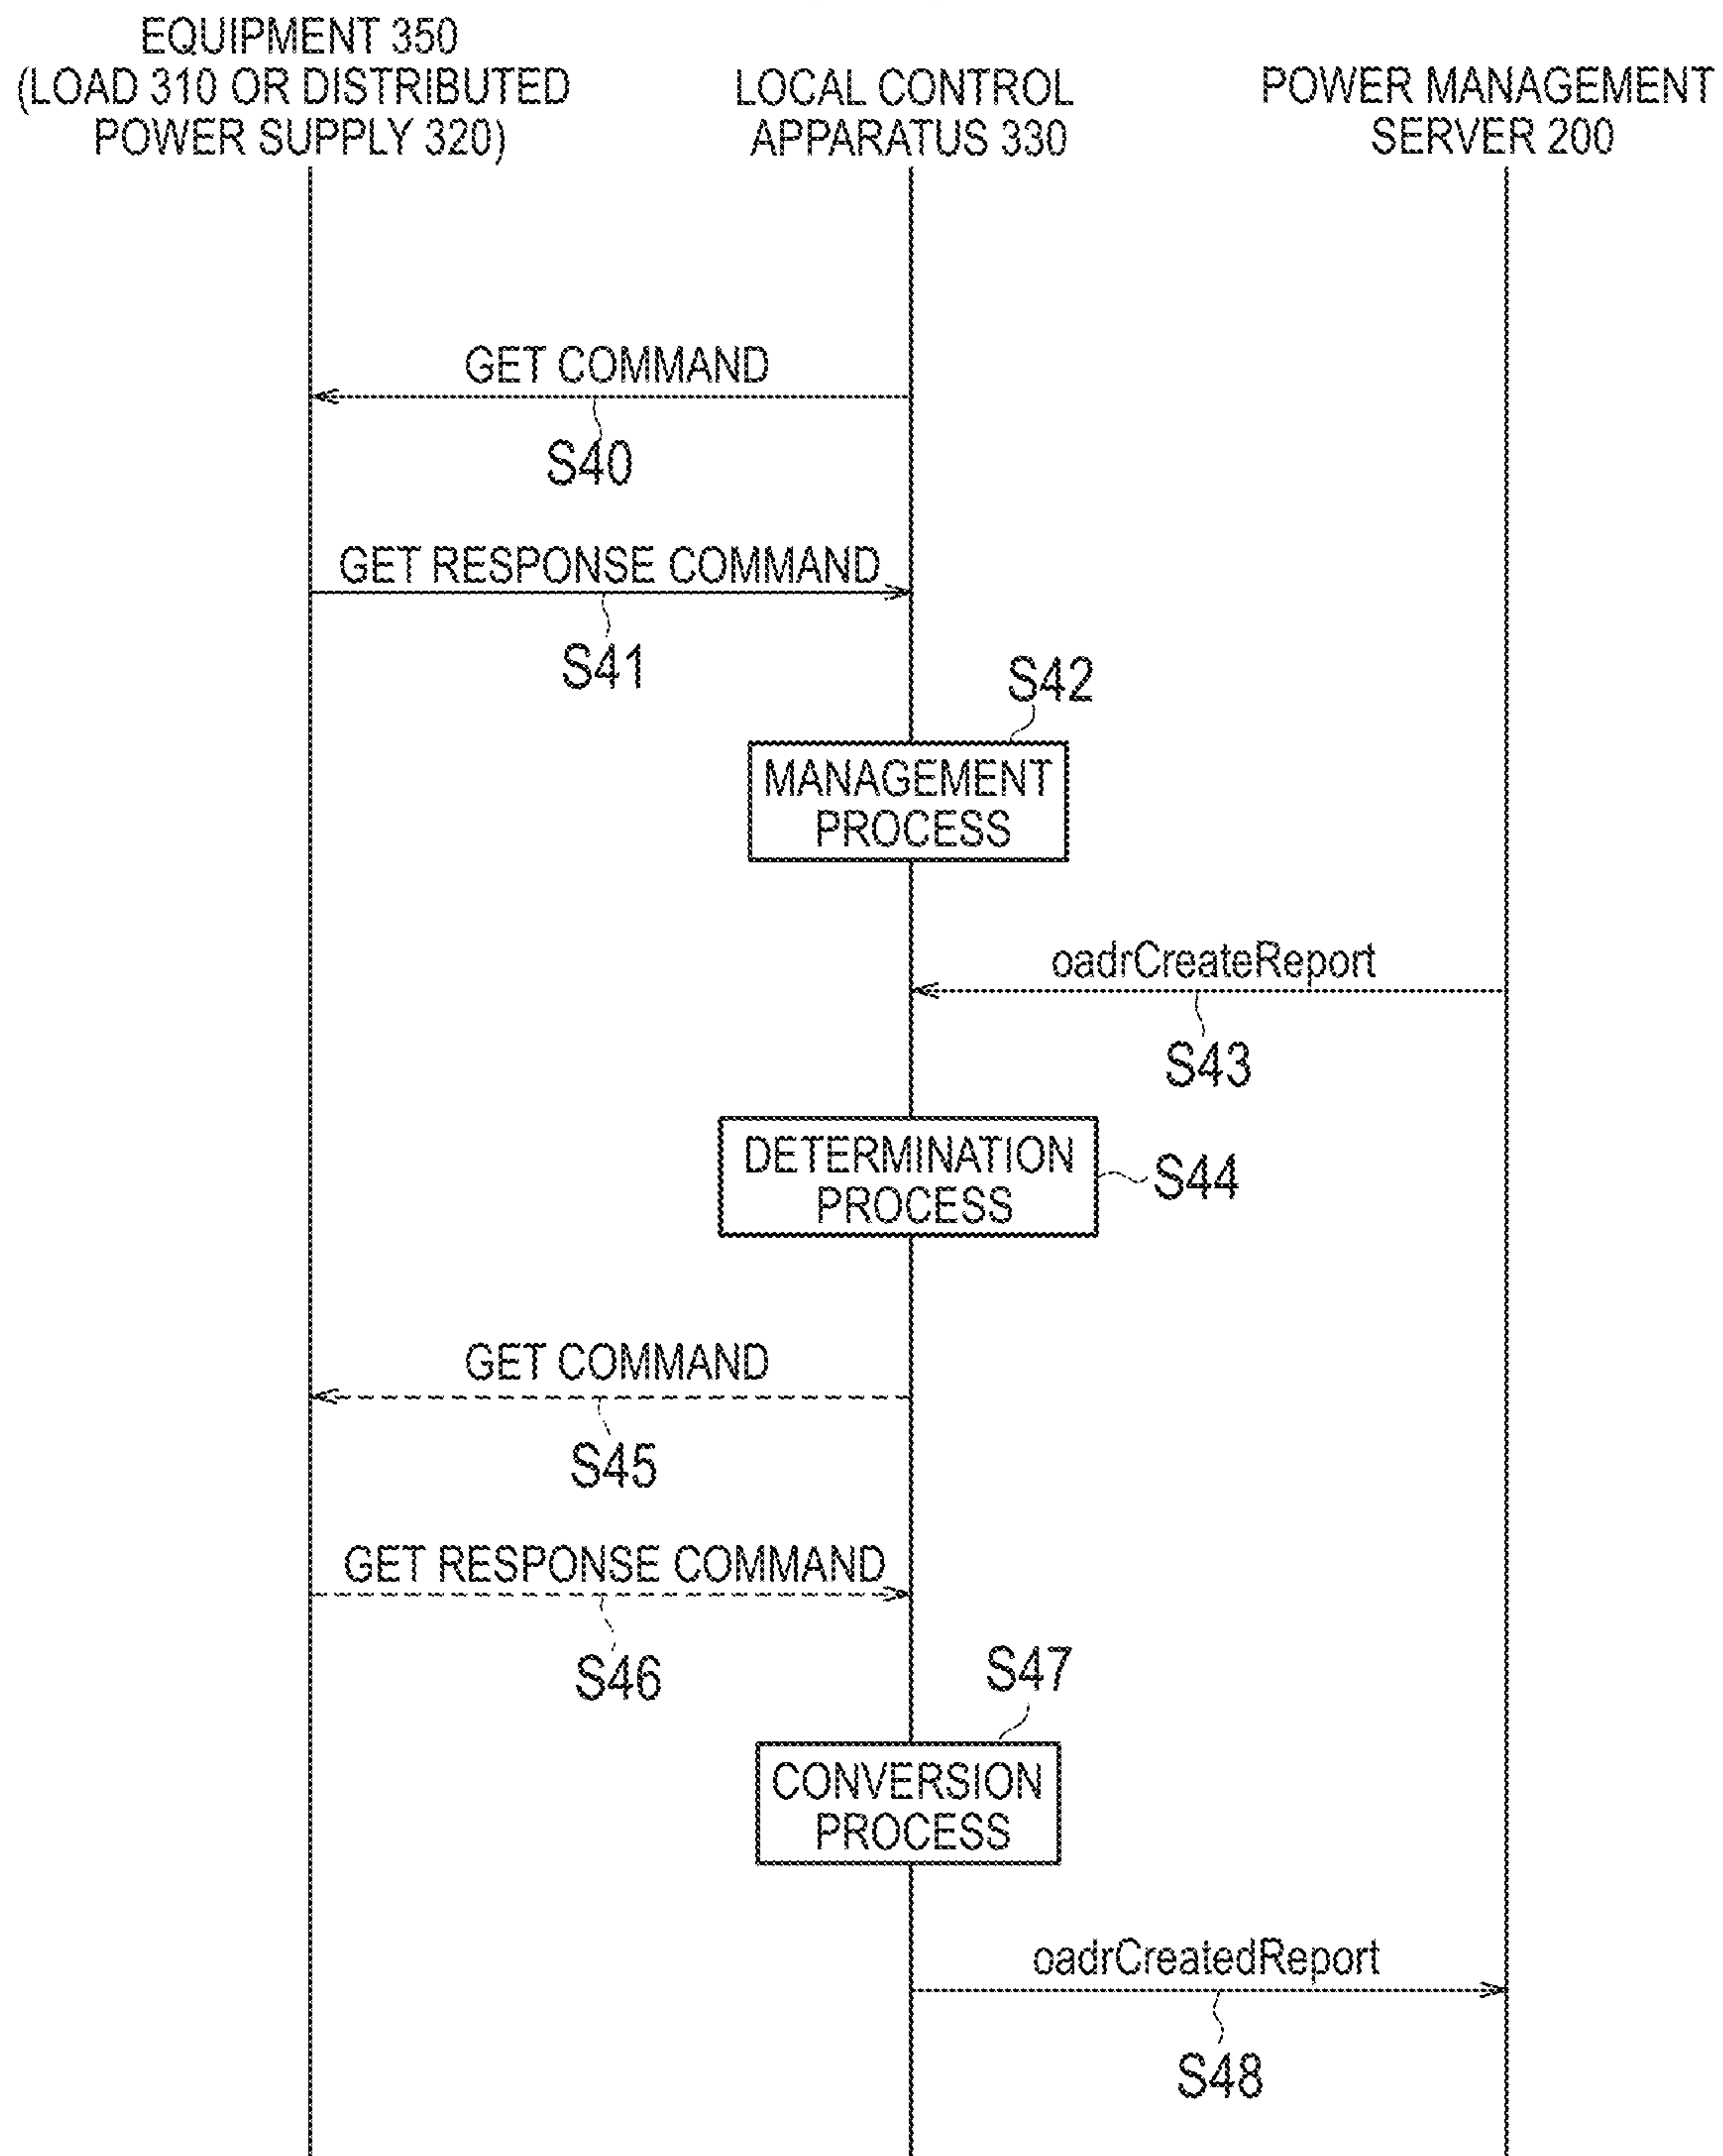 EQUIPMENT 350
(LOAD 310 OR DISTRIBUTED
POWER SUPPLY 320)
LOCAL CONTROL
APPARATUS 330
POWER MANAGEMENT
SERVER 200
GET COMMAND
S40
GET RESPONSE COMMAND
S41
S42
MANAGEMENT
PROCESS
oadrCreateReport
S43
DETERMINATION
PROCESS
S44
GET COMMAND
S45
GET RESPONSE COMMAND
S46
S47
CONVERSION
PROCESS
oadrCreatedReport
S48